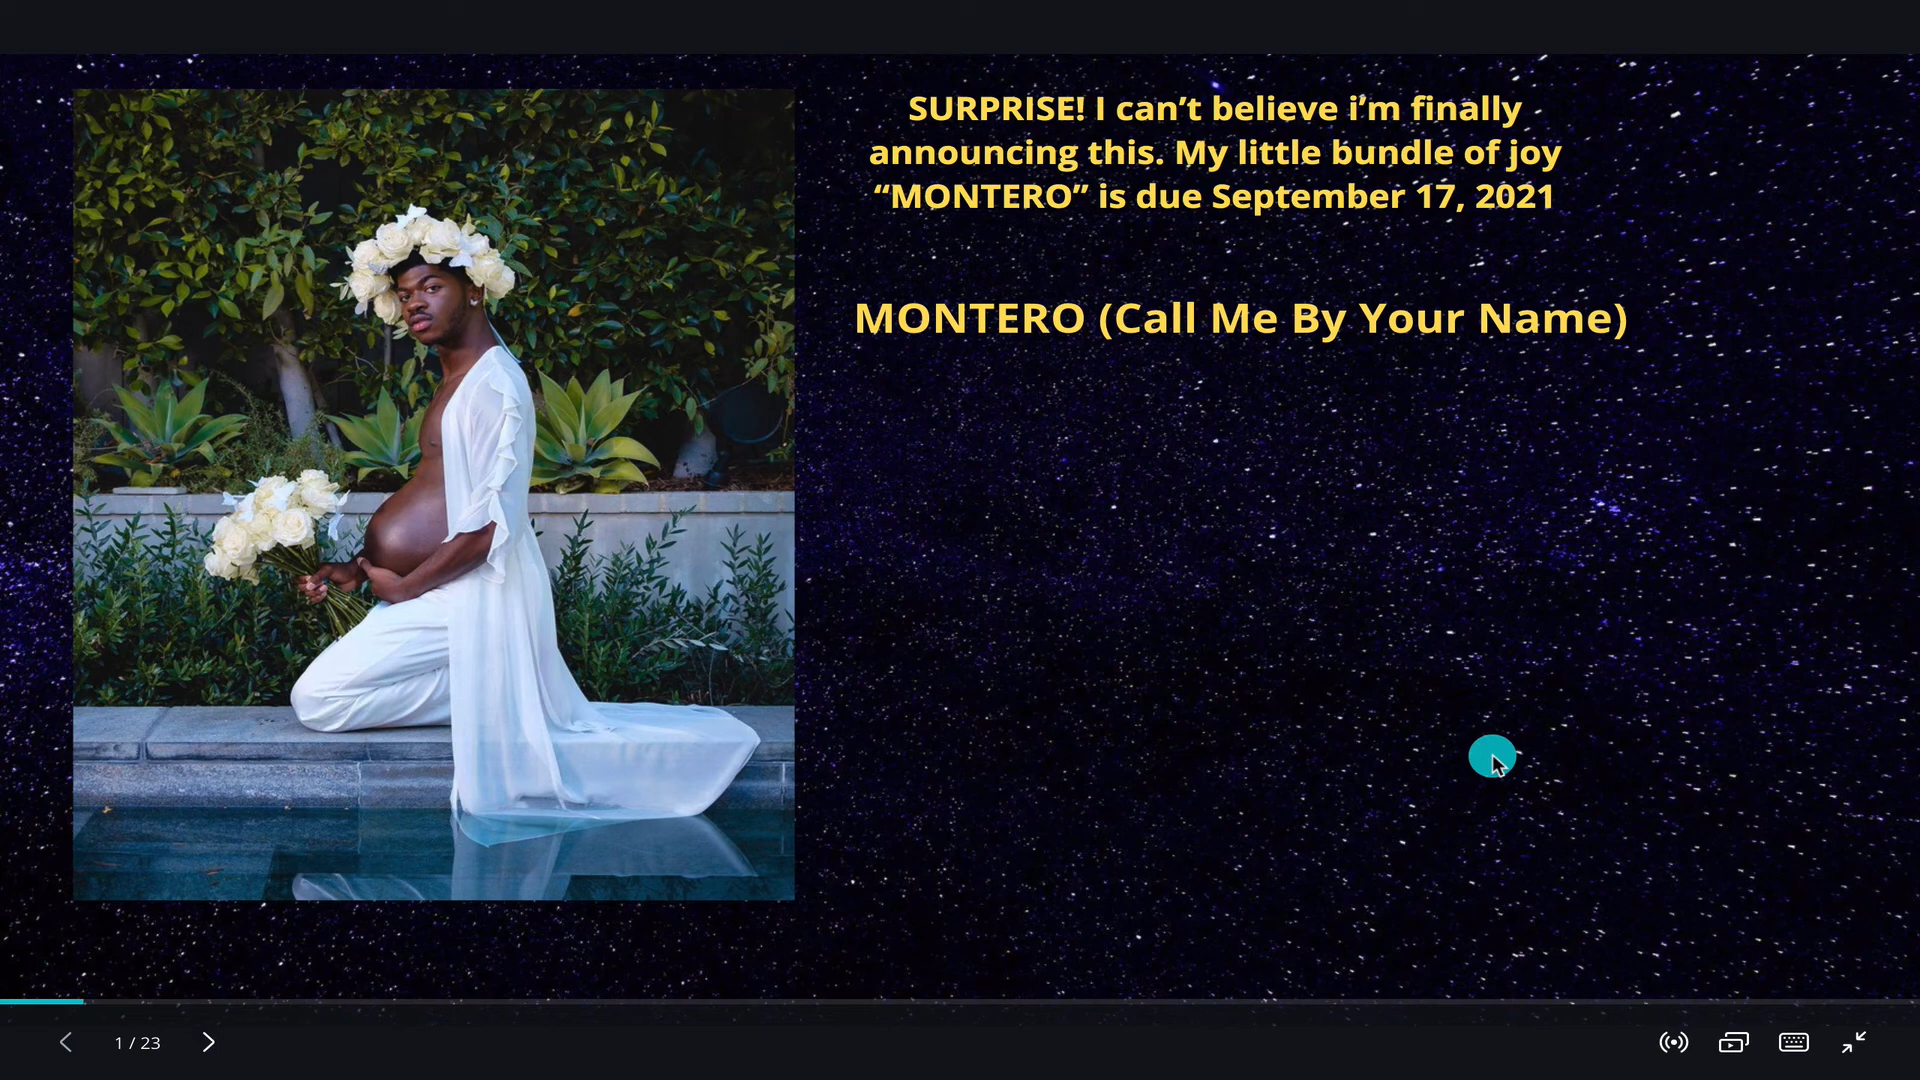 SURPRISE! I can’t believe i’m finally
announcing this. My little bundle of joy
“MONTERO” is due September 17, 2021
MONTERO (Call Me By Your Name)
1 / 23